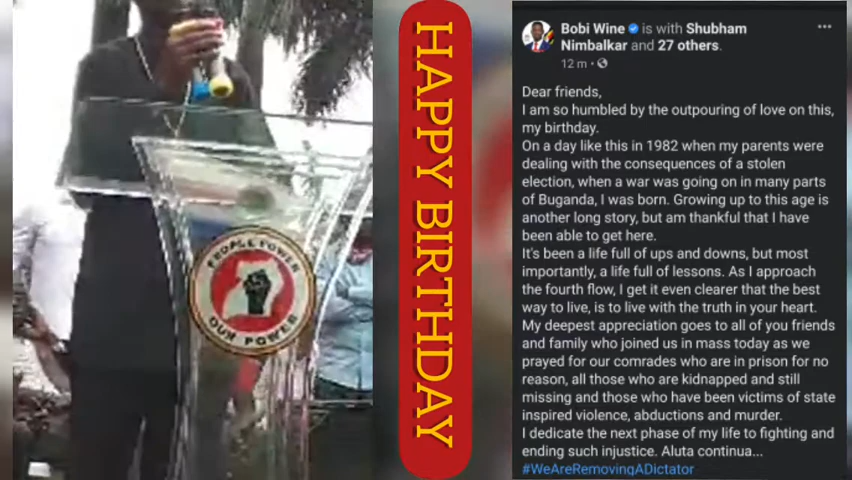 PEOPLE POWER
OUR POWER
HAPPY BIRTHDAY
Bobi Wine is with Shubham
Nimbalkar and 27 others.
12 m
Dear friends,
I am so humbled by the outpouring of love on this,
my birthday.
On a day like this in 1982 when my parents were
dealing with the consequences of a stolen
election, when a war was going on in many parts
of Buganda, I was born. Growing up to this age is
another long story, but am thankful that I have
been able to get here.
It's been a life full of ups and downs, but most
importantly, a life full of lessons. As I approach
the fourth flow, I get it even clearer that the best
way to live, is to live with the truth in your heart.
My deepest appreciation goes to all of you friends
and family who joined us in mass today as we
prayed for our comrades who are in prison for no
reason, all those who are kidnapped and still
missing and those who have been victims of state
inspired violence, abductions and murder.
I dedicate the next phase of my life to fighting and
ending such injustice. Aluta continua...
#WeAreRemovingADictator